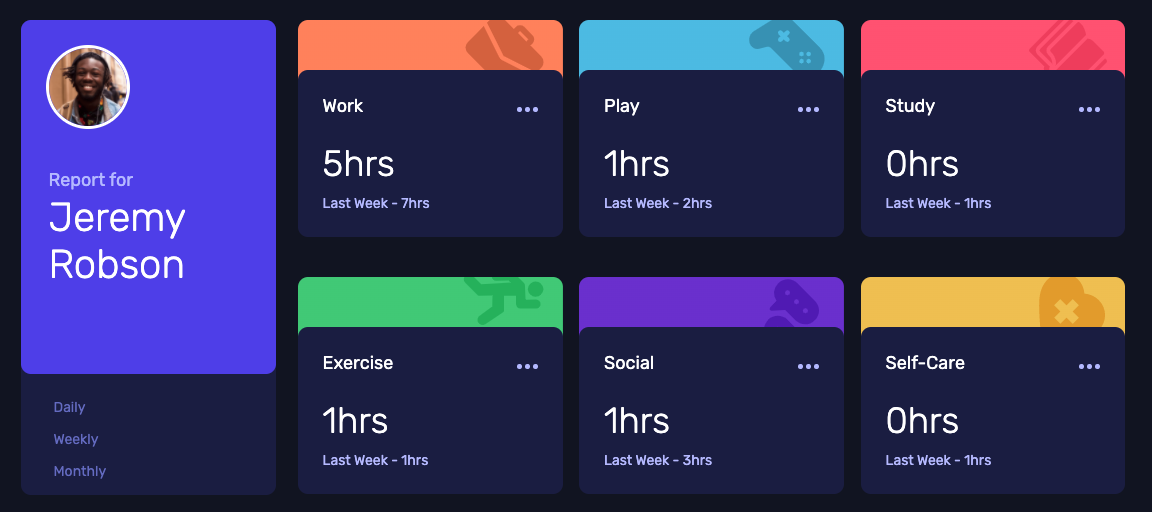 Report for
Jeremy
Robson
Daily
Weekly
Monthly
Work
5hrs
Last Week - 7hrs
Play
1hrs
Last Week - 2hrs
Study
0hrs
Last Week - 1hrs
Exercise
1hrs
Last Week - 1hrs
Social
1hrs
Last Week - 3hrs
Self-Care
0hrs
Last Week - 1hrs